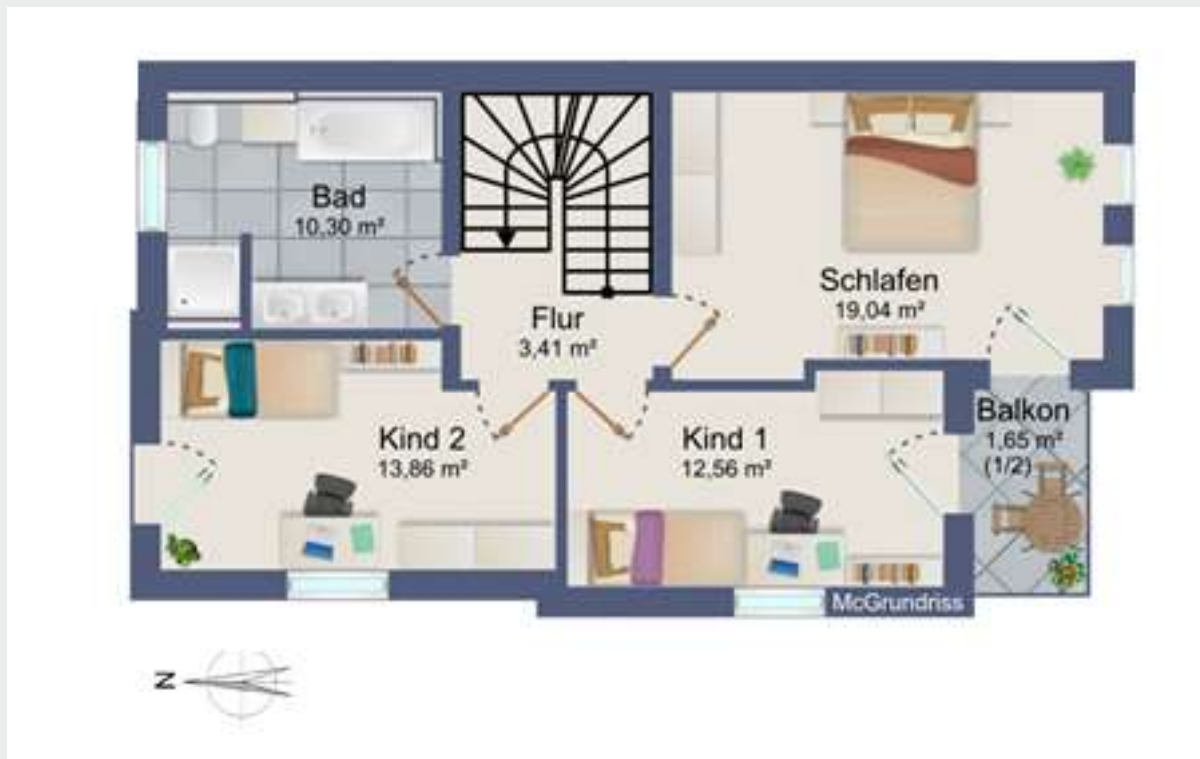 Bad
10,30 m²
Schlafen
19,04 m²
Flur
3,41 m²
Kind 2
13,86 m²
Kind 1
12,56 m²
Balkon
1,65 m²
(1/2)
McGrundriss
N